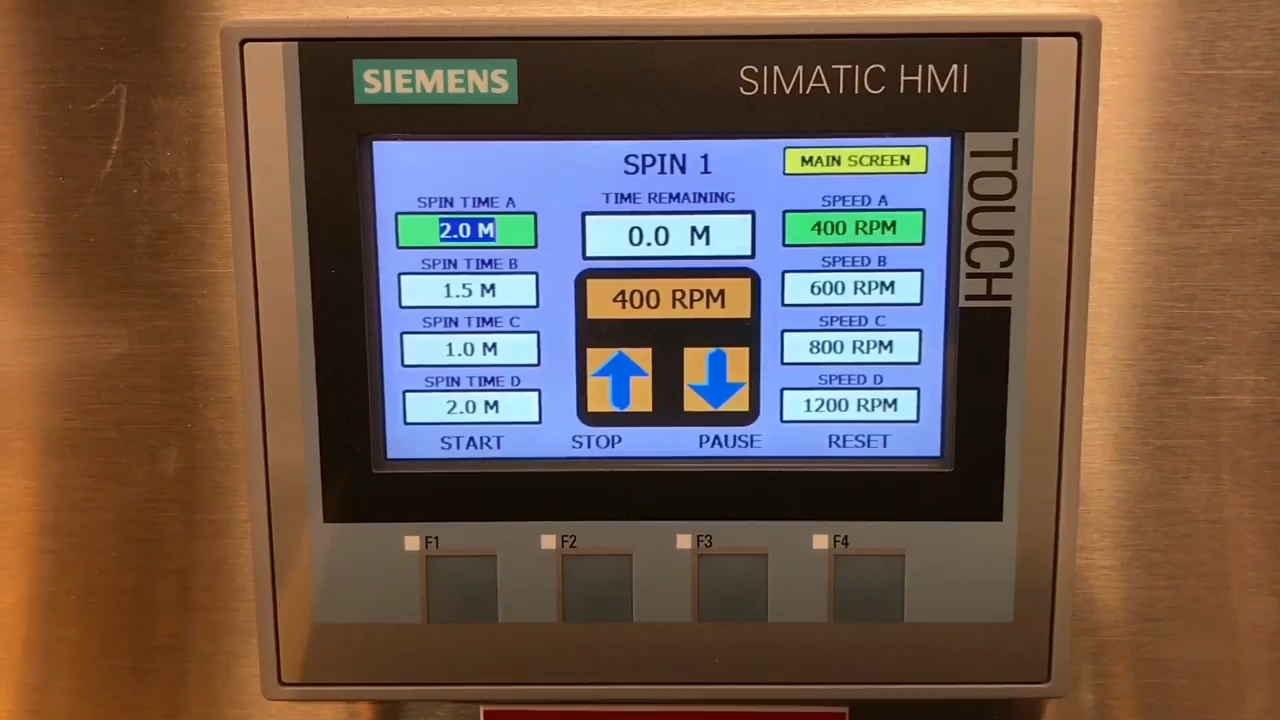 SIEMENS
SIMATIC HMI
TOUCH
SPIN 1
MAIN SCREEN
SPIN TIME A
TIME REMAINING
SPEED A
2.0 M
0.0 M
400 RPM
SPIN TIME B
SPEED B
1.5 M
400 RPM
600 RPM
SPIN TIME C
SPEED C
1.0 M
800 RPM
SPIN TIME D
SPEED D
2.0 M
1200 RPM
START
STOP
PAUSE
RESET
F1
F2
F3
F4